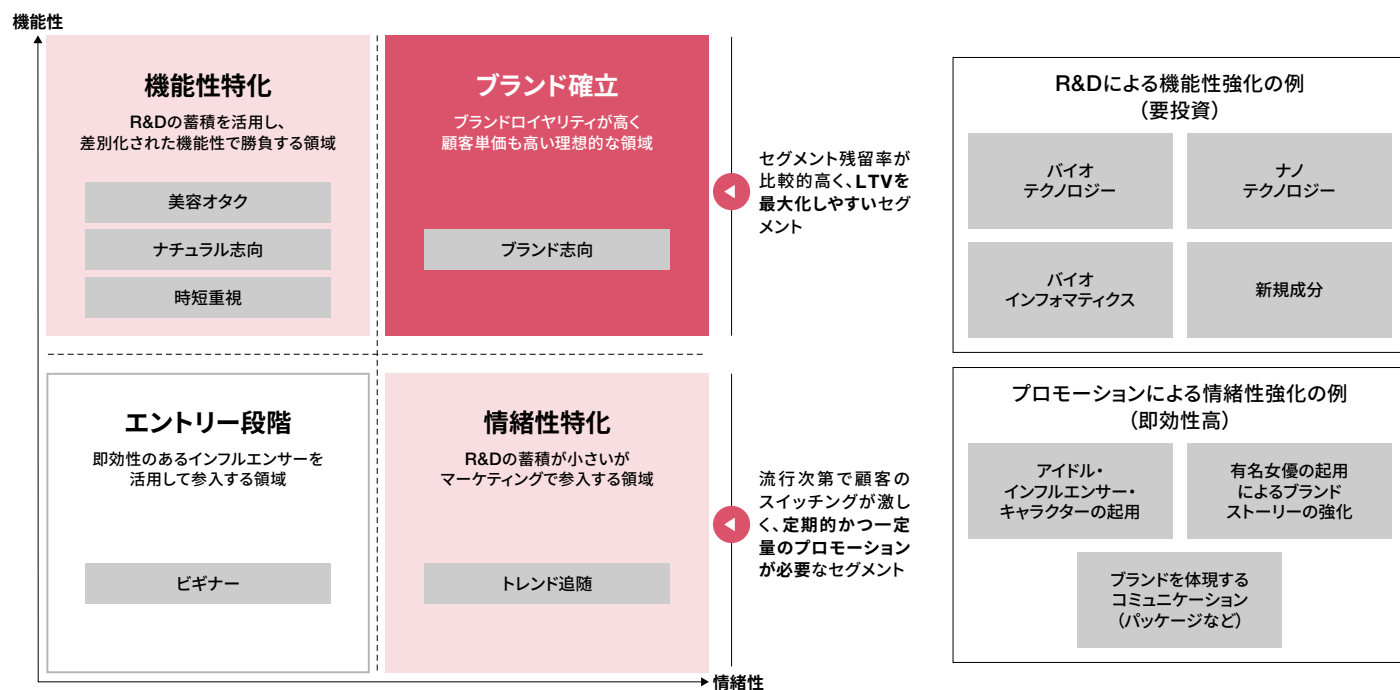 機能性
機能性特化
R&Dの蓄積を活用し、
差別化された機能性で勝負する領域
美容オタク
ナチュラル志向
時短重視
ブランド確立
ブランドロイヤリティが高く
顧客単価も高い理想的な領域
ブランド志向
セグメント残留率が
比較的高く、LTVを
最大化しやすいセグ
メント
エントリー段階
即効性のあるインフルエンサーを
活用して参入する領域
ビギナー
情緒性特化
R&Dの蓄積が小さいが
マーケティングで参入する領域
トレンド追随
流行次第で顧客の
スイッチングが激し
く、定期的かつ一定
量のプロモーション
が必要なセグメント
情緒性
R&Dによる機能性強化の例
（要投資）
バイオ
テクノロジー
ナノ
テクノロジー
バイオ
インフォマティクス
新規成分
プロモーションによる情緒性強化の例
（即効性高）
アイドル・
インフルエンサー・
キャラクターの起用
有名女優の起用
によるブランド
ストーリーの強化
ブランドを体現する
コミュニケーション
（パッケージなど）